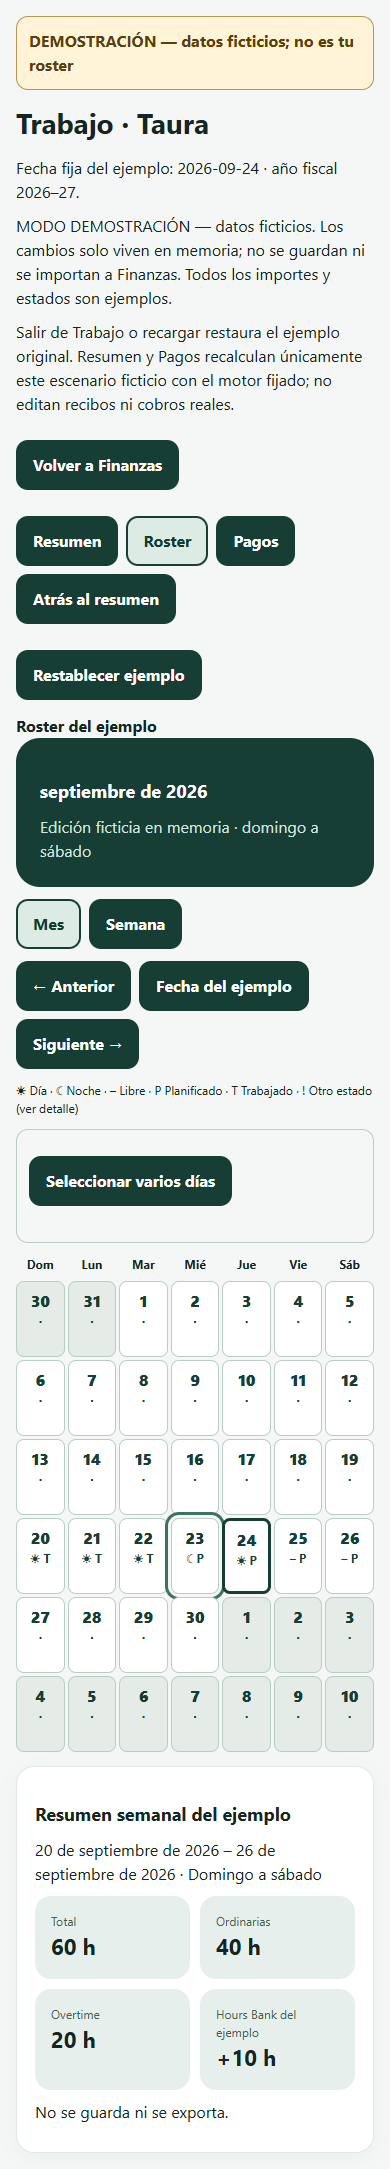 DEMOSTRACIÓN — datos ficticios; no es tu
roster
Trabajo · Taura
Fecha fija del ejemplo: 2026-09-24 · año fiscal
2026–27.
MODO DEMOSTRACIÓN — datos ficticios. Los
cambios solo viven en memoria; no se guardan ni
se importan a Finanzas. Todos los importes y
estados son ejemplos.
Salir de Trabajo o recargar restaura el ejemplo
original. Resumen y Pagos recalculan únicamente
este escenario ficticio con el motor fijado; no
editan recibos ni cobros reales.
Volver a Finanzas
Resumen Roster Pagos
Atrás al resumen
Restablecer ejemplo
Roster del ejemplo
septiembre de 2026
Edición ficticia en memoria · domingo a
sábado
Mes Semana
← Anterior Fecha del ejemplo
Siguiente →
☀ Día · ☾ Noche · – Libre · P Planificado · T Trabajado · ! Otro estado
(ver detalle)
Seleccionar varios días
Dom Lun Mar Mié Jue Vie Sáb
30 31 1 2 3 4 5
· · · · · · ·
6 7 8 9 10 11 12
· · · · · · ·
13 14 15 16 17 18 19
· · · · · · ·
20 21 22 23 24 25 26
☀ T ☀ T ☀ T ☾ P ☀ P – P – P
27 28 29 30 1 2 3
· · · · · · ·
4 5 6 7 8 9 10
· · · · · · ·
Resumen semanal del ejemplo
20 de septiembre de 2026 – 26 de
septiembre de 2026 · Domingo a sábado
Total
60 h
Ordinarias
40 h
Overtime
20 h
Hours Bank del
ejemplo
+10 h
No se guarda ni se exporta.